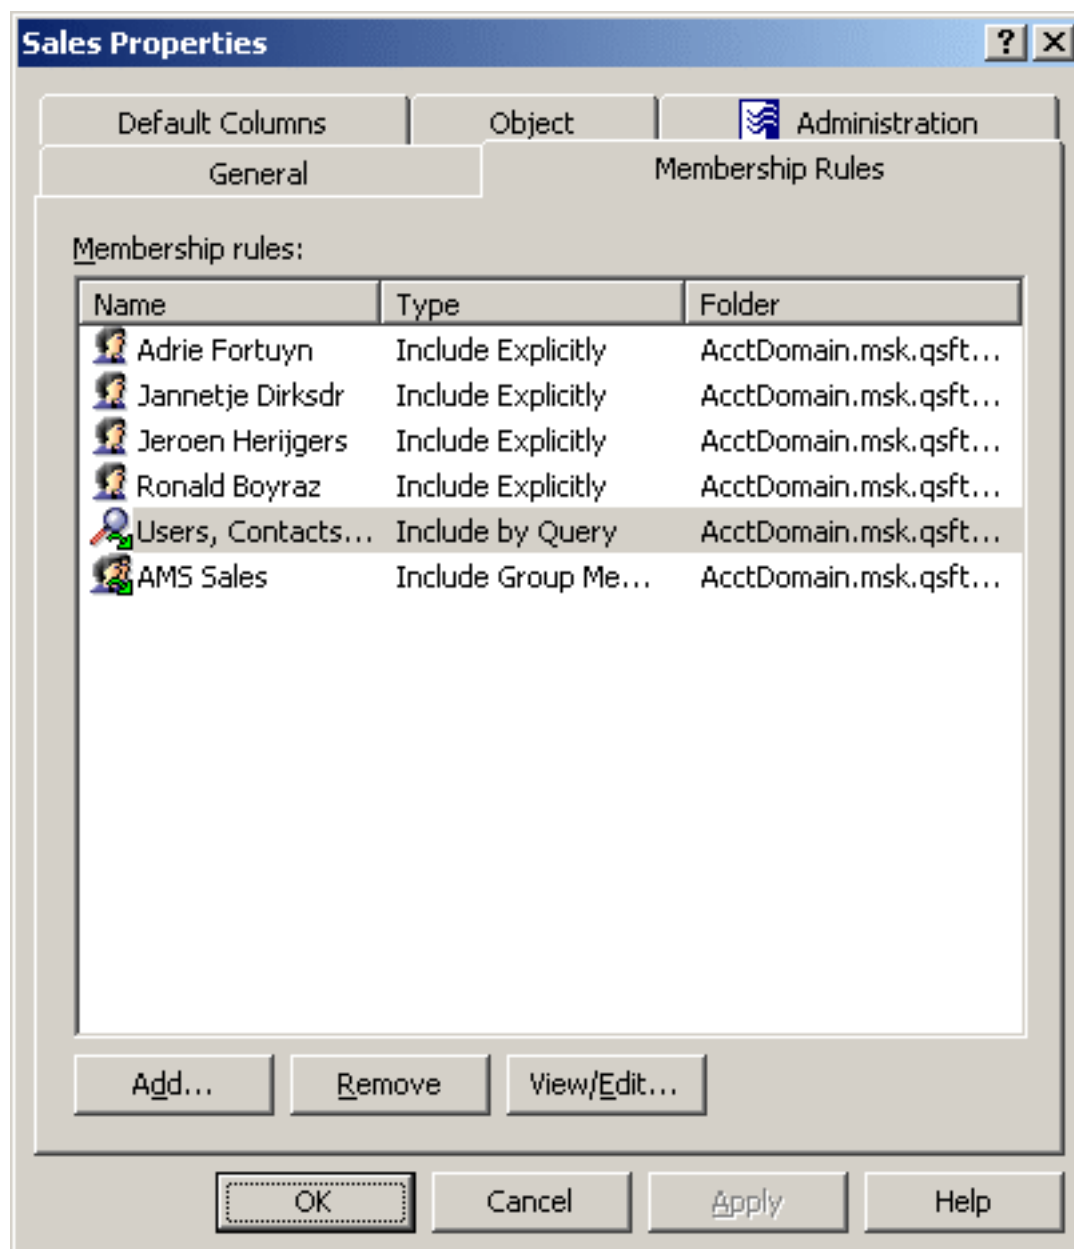 Sales Properties
Default Columns Object Administration
General Membership Rules
Membership rules:
Name Type Folder
Adrie Fortuyn Include Explicitly AcctDomain.msk.qsft...
Jannetje Dirksdr Include Explicitly AcctDomain.msk.qsft...
Jeroen Herijgers Include Explicitly AcctDomain.msk.qsft...
Ronald Boyraz Include Explicitly AcctDomain.msk.qsft...
Users, Contacts... Include by Query AcctDomain.msk.qsft...
AMS Sales Include Group Me... AcctDomain.msk.qsft...
Add... Remove View/Edit...
OK Cancel Apply Help